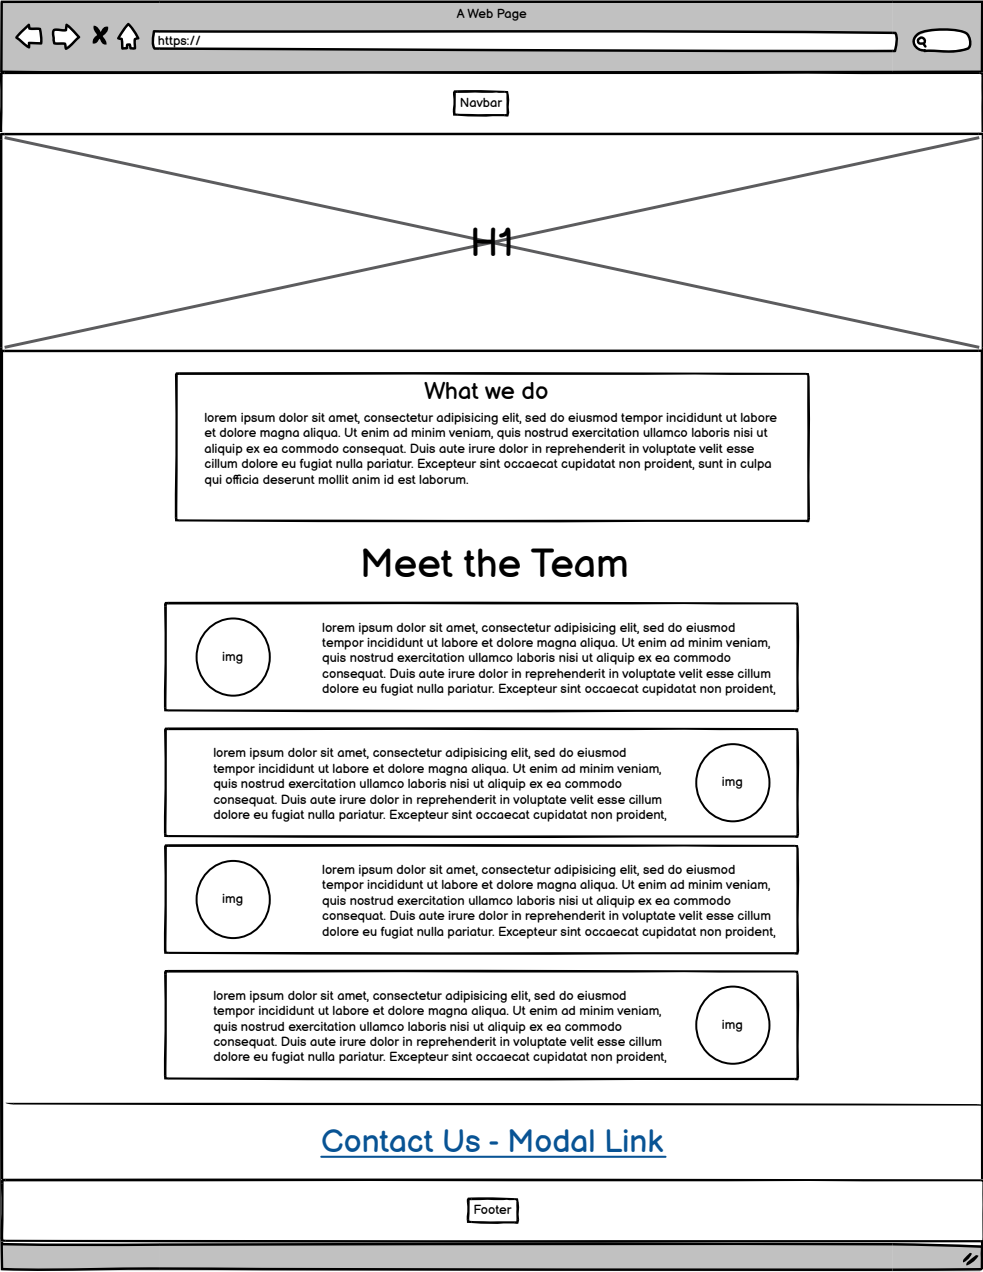 A Web Page
https://
Navbar
H1
What we do
lorem ipsum dolor sit amet, consectetur adipisicing elit, sed do eiusmod tempor incididunt ut labore
et dolore magna aliqua. Ut enim ad minim veniam, quis nostrud exercitation ullamco laboris nisi ut
aliquip ex ea commodo consequat. Duis aute irure dolor in reprehenderit in voluptate velit esse
cillum dolore eu fugiat nulla pariatur. Excepteur sint occaecat cupidatat non proident, sunt in culpa
qui officia deserunt mollit anim id est laborum.
Meet the Team
img
lorem ipsum dolor sit amet, consectetur adipisicing elit, sed do eiusmod
tempor incididunt ut labore et dolore magna aliqua. Ut enim ad minim veniam,
quis nostrud exercitation ullamco laboris nisi ut aliquip ex ea commodo
consequat. Duis aute irure dolor in reprehenderit in voluptate velit esse cillum
dolore eu fugiat nulla pariatur. Excepteur sint occaecat cupidatat non proident,
lorem ipsum dolor sit amet, consectetur adipisicing elit, sed do eiusmod
tempor incididunt ut labore et dolore magna aliqua. Ut enim ad minim veniam,
quis nostrud exercitation ullamco laboris nisi ut aliquip ex ea commodo
consequat. Duis aute irure dolor in reprehenderit in voluptate velit esse cillum
dolore eu fugiat nulla pariatur. Excepteur sint occaecat cupidatat non proident,
img
img
lorem ipsum dolor sit amet, consectetur adipisicing elit, sed do eiusmod
tempor incididunt ut labore et dolore magna aliqua. Ut enim ad minim veniam,
quis nostrud exercitation ullamco laboris nisi ut aliquip ex ea commodo
consequat. Duis aute irure dolor in reprehenderit in voluptate velit esse cillum
dolore eu fugiat nulla pariatur. Excepteur sint occaecat cupidatat non proident,
lorem ipsum dolor sit amet, consectetur adipisicing elit, sed do eiusmod
tempor incididunt ut labore et dolore magna aliqua. Ut enim ad minim veniam,
quis nostrud exercitation ullamco laboris nisi ut aliquip ex ea commodo
consequat. Duis aute irure dolor in reprehenderit in voluptate velit esse cillum
dolore eu fugiat nulla pariatur. Excepteur sint occaecat cupidatat non proident,
img
Contact Us - Modal Link
Footer